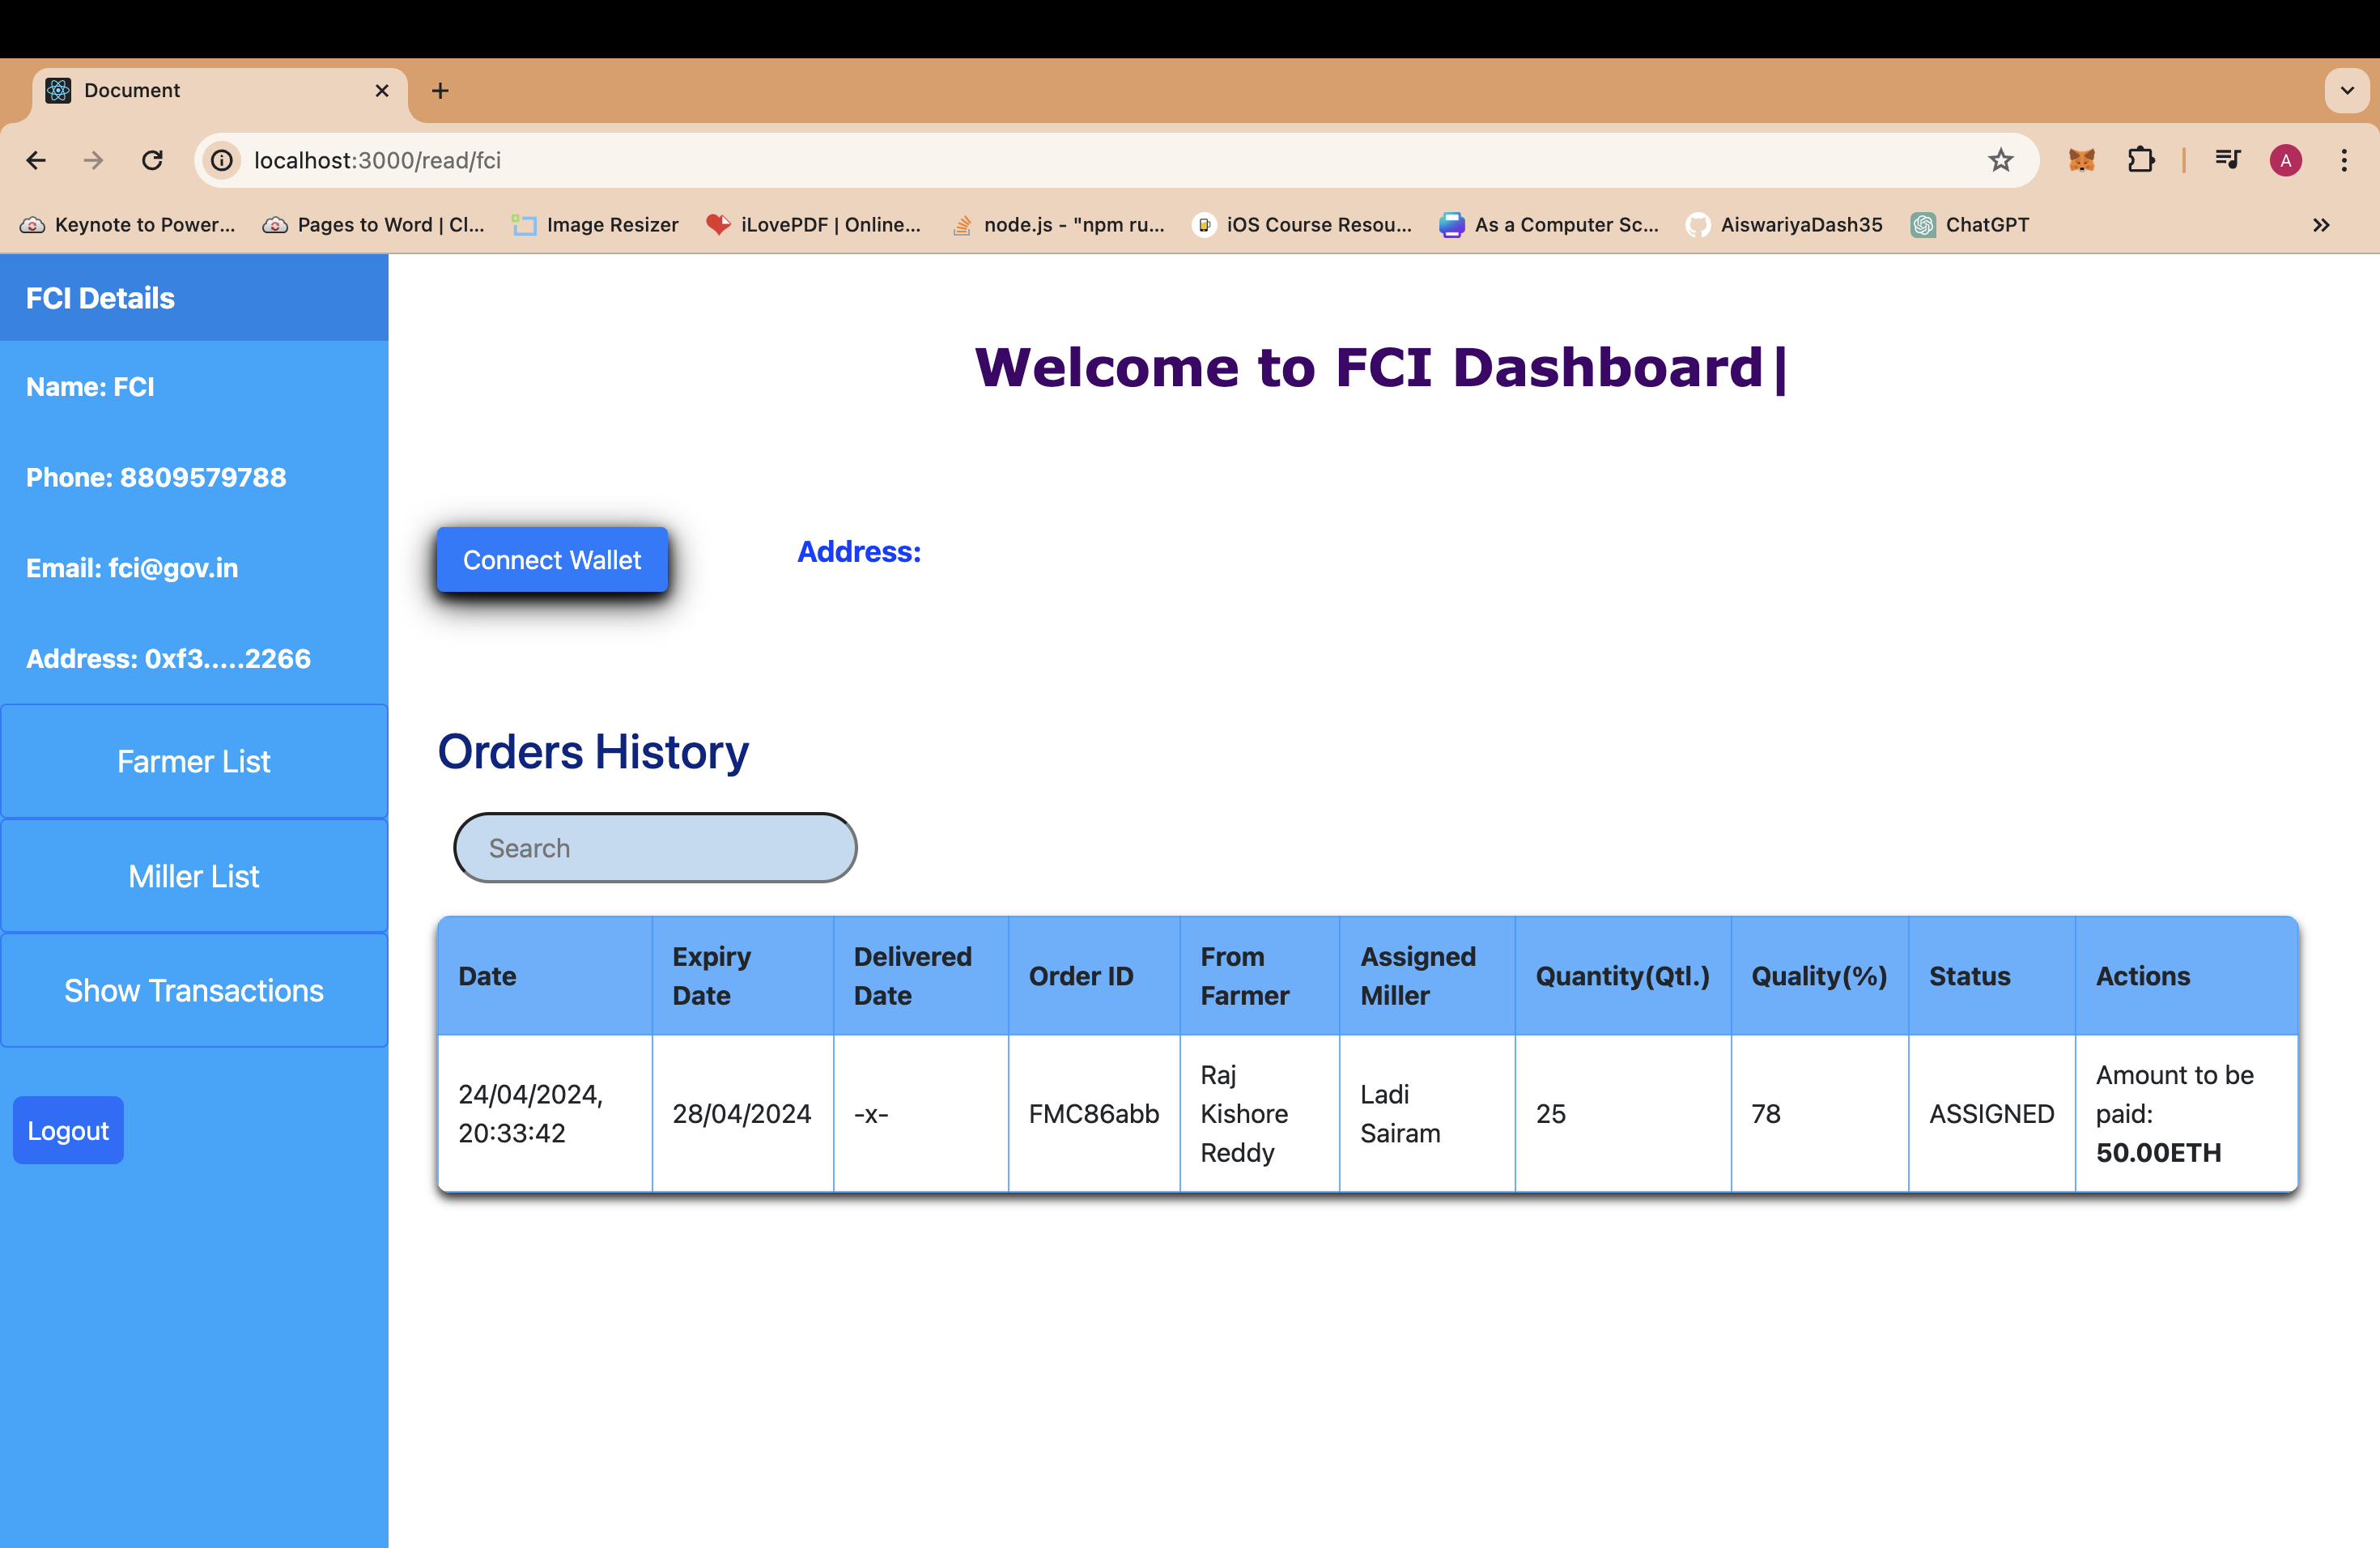 Document
localhost:3000/read/fci
A
Keynote to Power...
Pages to Word | Cl...
Image Resizer
iLovePDF | Online...
node.js - "npm ru...
iOS Course Resou...
As a Computer Sc...
AiswariyaDash35
ChatGPT
FCI Details
Name: FCI
Phone: 8809579788
Email: fci@gov.in
Address: 0xf3.....2266
Farmer List
Miller List
Show Transactions
Logout
Welcome to FCI Dashboard|
Connect Wallet
Address:
Orders History
Search
Date
Expiry
Date
Delivered
Date
Order ID
From
Farmer
Assigned
Miller
Quantity(Qtl.)
Quality(%)
Status
Actions
24/04/2024,
20:33:42
28/04/2024
-x-
FMC86abb
Raj
Kishore
Reddy
Ladi
Sairam
25
78
ASSIGNED
Amount to be
paid:
50.00ETH